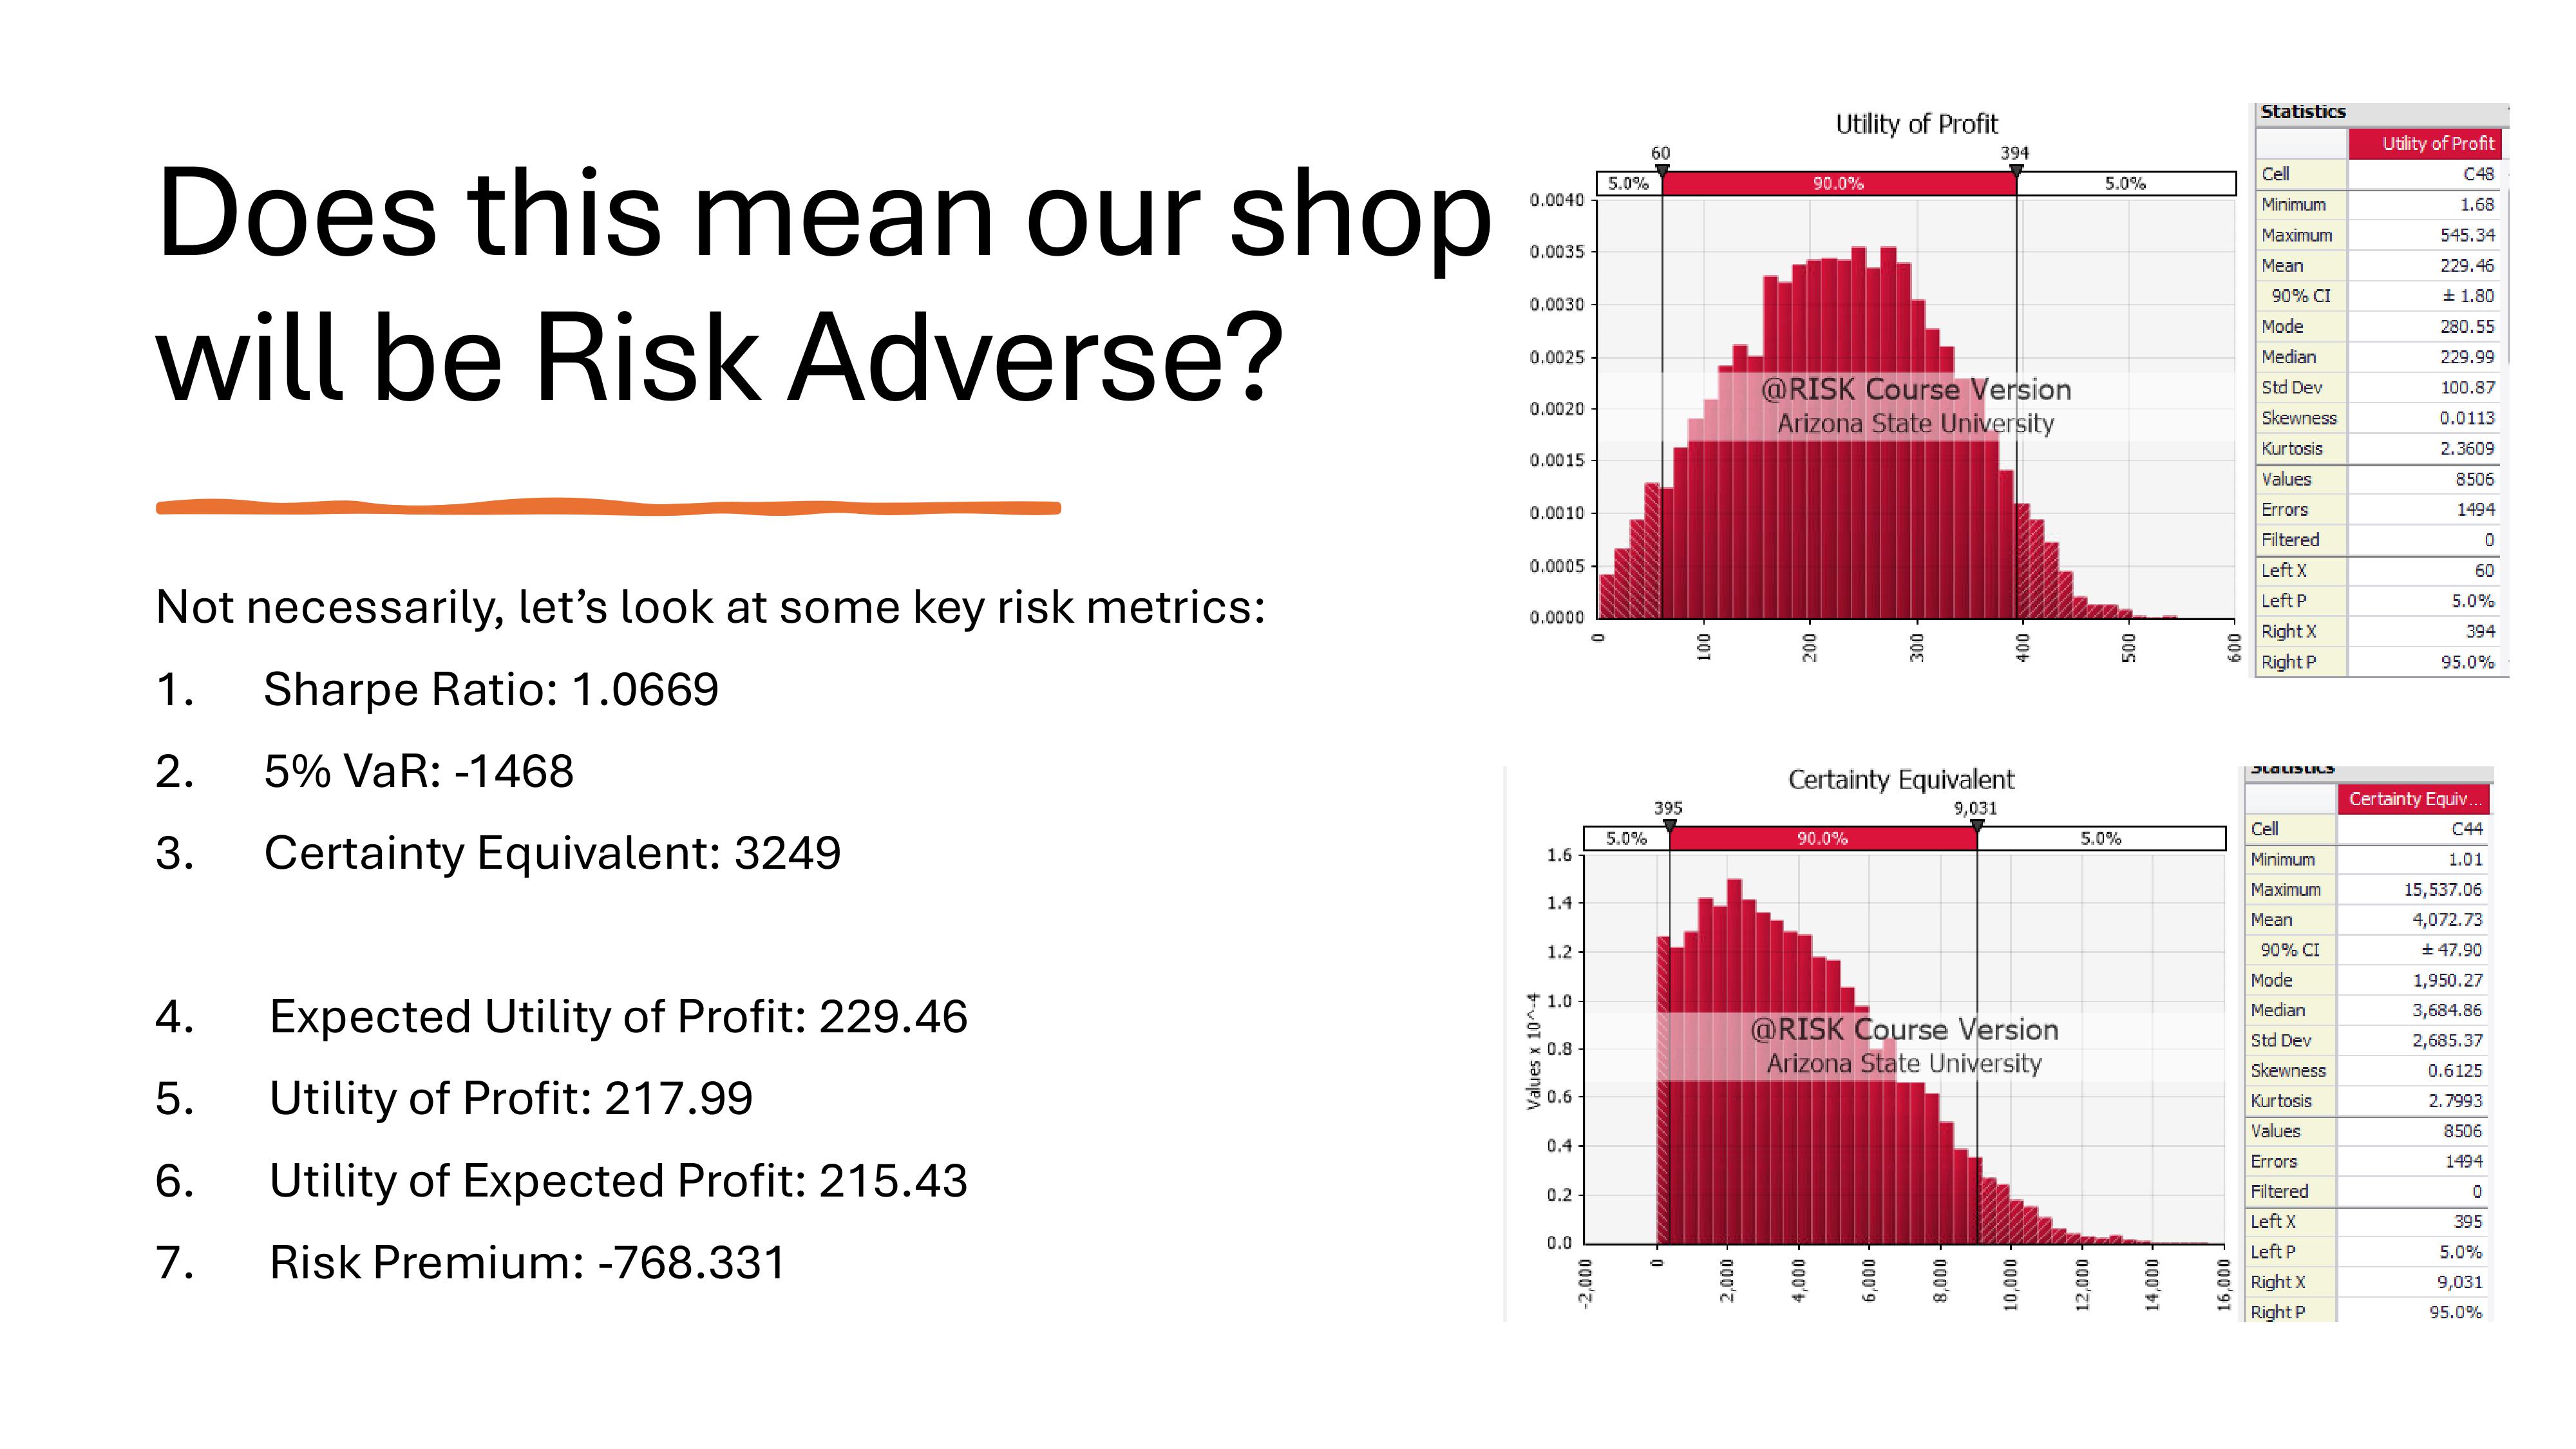 Does this mean our shop
will be Risk Adverse?
Not necessarily, let’s look at some key risk metrics:
1. Sharpe Ratio: 1.0669
2. 5% VaR: -1468
3. Certainty Equivalent: 3249
4. Expected Utility of Profit: 229.46
5. Utility of Profit: 217.99
6. Utility of Expected Profit: 215.43
7. Risk Premium: -768.331
Utility of Profit
60 394
5.0% 90.0% 5.0%
0.0040
0.0035
0.0030
0.0025
0.0020
0.0015
0.0010
0.0005
0.0000
@RISK Course Version
Arizona State University
0 100 200 300 400 500 600
Statistics
Utility of Profit
Cell C48
Minimum 1.68
Maximum 545.34
Mean 229.46
90% CI ± 1.80
Mode 280.55
Median 229.99
Std Dev 100.87
Skewness 0.0113
Kurtosis 2.3609
Values 8506
Errors 1494
Filtered 0
Left X 60
Left P 5.0%
Right X 394
Right P 95.0%
Certainty Equivalent
395 9,031
5.0% 90.0% 5.0%
1.6
1.4
1.2
1.0
0.8
0.6
0.4
0.2
0.0
Values x 10^-4
@RISK Course Version
Arizona State University
-2,000 0 2,000 4,000 6,000 8,000 10,000 12,000 14,000 16,000
Statistics
Certainty Equiv...
Cell C44
Minimum 1.01
Maximum 15,537.06
Mean 4,072.73
90% CI ± 47.90
Mode 1,950.27
Median 3,684.86
Std Dev 2,685.37
Skewness 0.6125
Kurtosis 2.7993
Values 8506
Errors 1494
Filtered 0
Left X 395
Left P 5.0%
Right X 9,031
Right P 95.0%